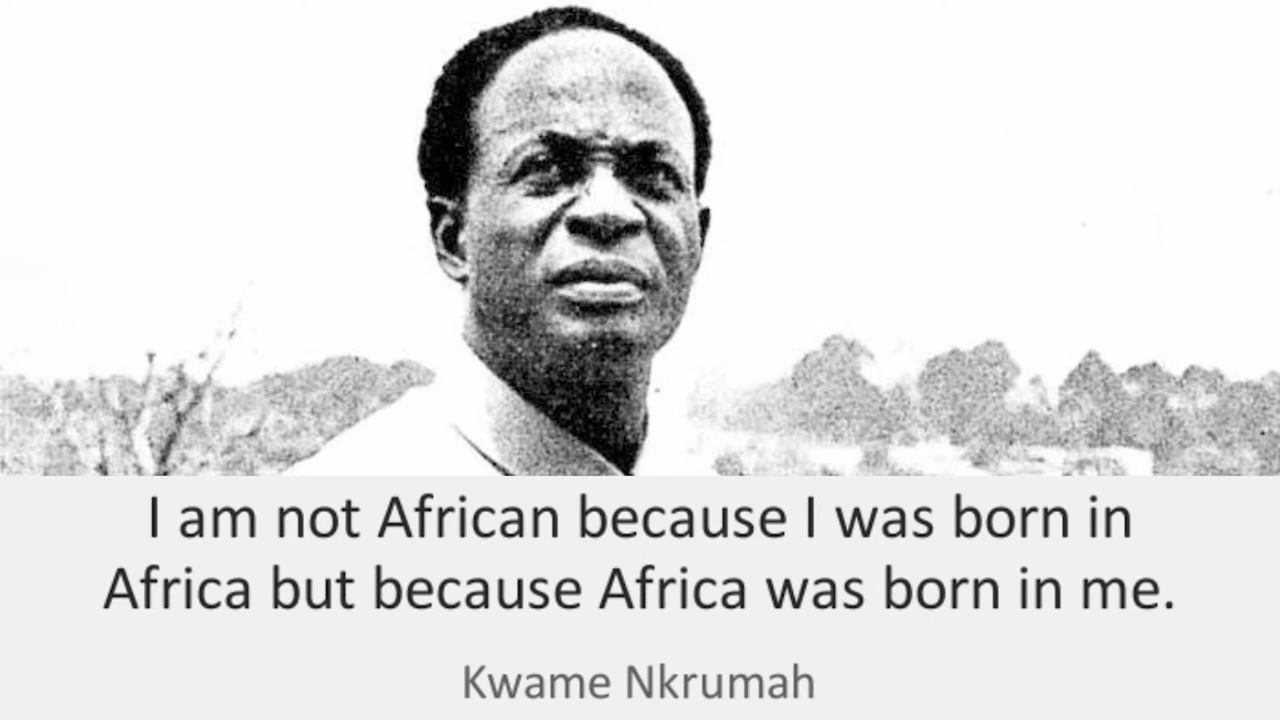 I am not African because I was born in
Africa but because Africa was born in me.
Kwame Nkrumah